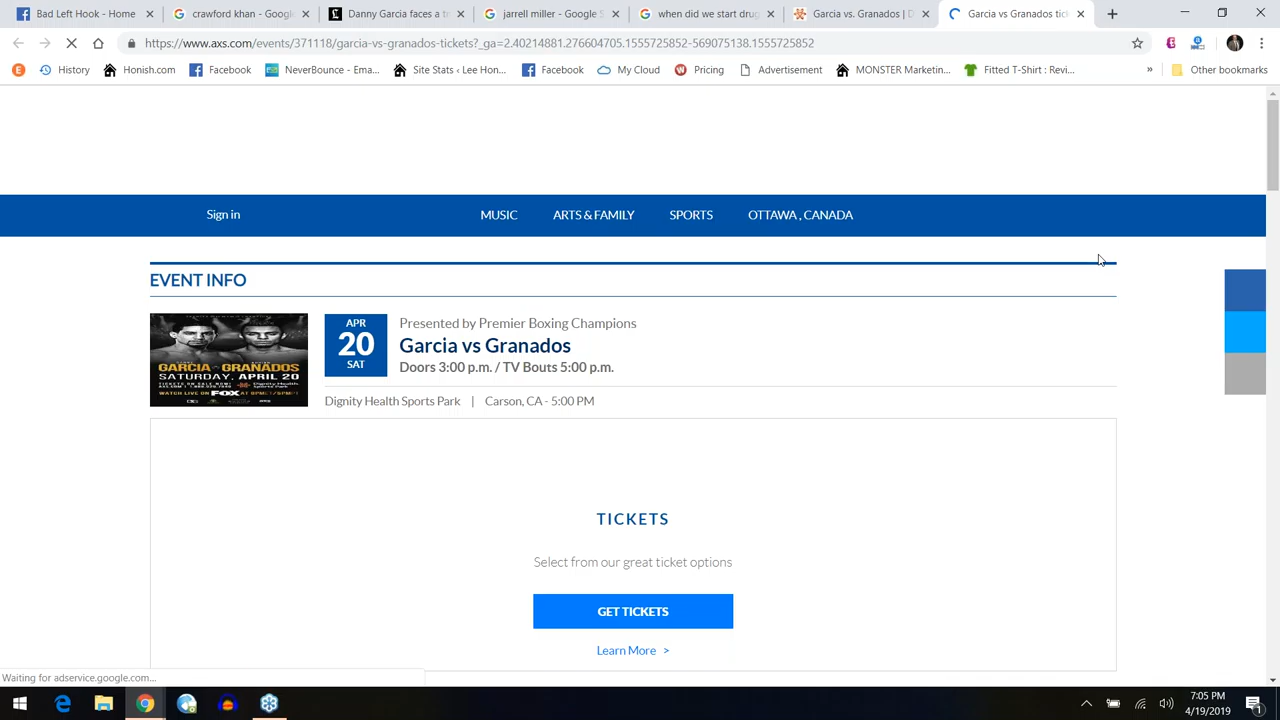 Bad Left Hook - Home
crawford khan - Googl
Danny Garcia faces a t
jarrell miller - Google S
when did we start drug
Garcia vs. Granados | D
Garcia vs Granados tick
https://www.axs.com/events/371118/garcia-vs-granados-tickets?_ga=2.40214881.276604705.1555725852-569075138.1555725852
History
Honish.com
Facebook
NeverBounce - Ema...
Site Stats ‹ Lee Hon...
Facebook
My Cloud
Pricing
Advertisement
MONSTER Marketin...
Fitted T-Shirt : Revi...
»
Other bookmarks
Sign in
MUSIC
ARTS & FAMILY
SPORTS
OTTAWA , CANADA
EVENT INFO
GARCIA GRANADOS
SATURDAY, APRIL 20
APR
20
SAT
Presented by Premier Boxing Champions
Garcia vs Granados
Doors 3:00 p.m. / TV Bouts 5:00 p.m.
Dignity Health Sports Park | Carson, CA - 5:00 PM
TICKETS
Select from our great ticket options
GET TICKETS
Learn More >
Waiting for adservice.google.com...
7:05 PM
4/19/2019